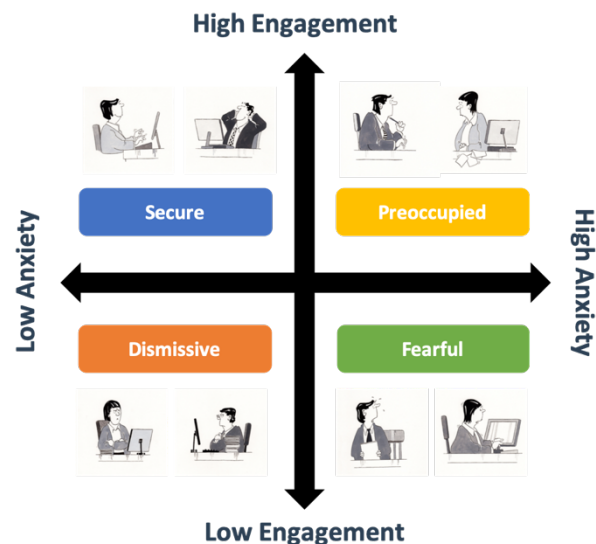 High Engagement
Secure
Preoccupied
Low Anxiety
High Anxiety
Dismissive
Fearful
Low Engagement